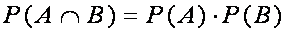 P(A ∩ B) = P(A)·P(B)